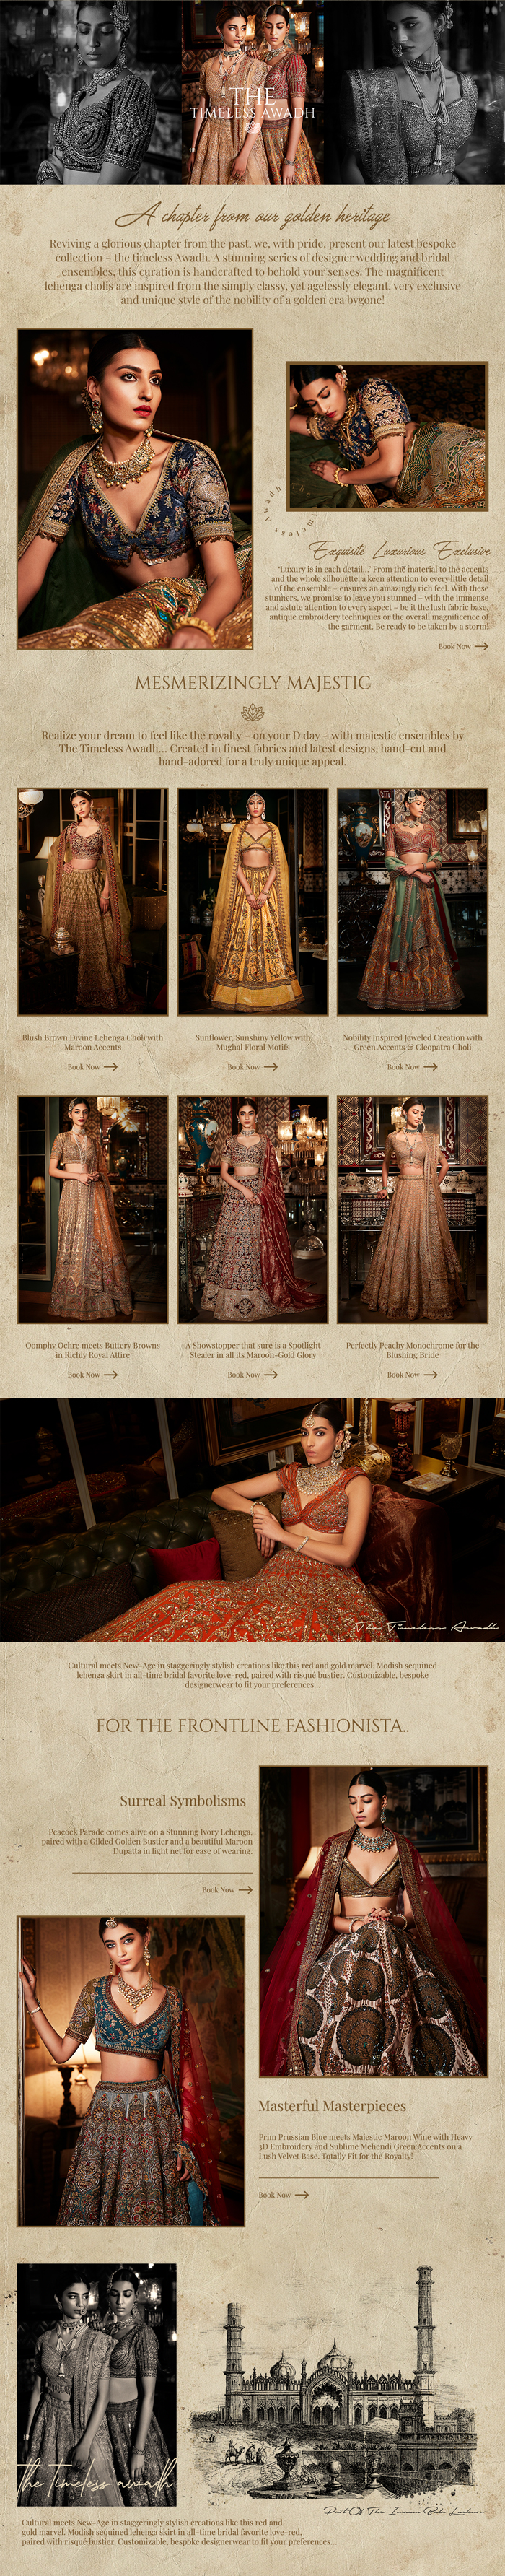 THE
TIMELESS AWADH
A chapter from our golden heritage
Reviving a glorious chapter from the past, we, with pride, present our latest bespoke
collection – the timeless Awadh. A stunning series of designer wedding and bridal
ensembles, this curation is handcrafted to behold your senses. The magnificent
lehenga cholis are inspired from the simply classy, yet agelessly elegant, very exclusive
and unique style of the nobility of a golden era bygone!
The Timeless Awadh
Exquisite Luxurious Exclusive
'Luxury is in each detail...' From the material to the accents
and the whole silhouette, a keen attention to every little detail
of the ensemble – ensures an amazingly rich feel. With these
stunners, we promise to leave you stunned – with the immense
and astute attention to every aspect – be it the lush fabric base,
antique embroidery techniques or the overall magnificence of
the garment. Be ready to be taken by a storm!
Book Now
MESMERIZINGLY MAJESTIC
Realize your dream to feel like the royalty – on your D day – with majestic ensembles by
The Timeless Awadh... Created in finest fabrics and latest designs, hand-cut and
hand-adored for a truly unique appeal.
Blush Brown Divine Lehenga Choli with
Maroon Accents
Book Now
Sunflower, Sunshiny Yellow with
Mughal Floral Motifs
Book Now
Nobility Inspired Jeweled Creation with
Green Accents & Cleopatra Choli
Book Now
Oomphy Ochre meets Buttery Browns
in Richly Royal Attire
Book Now
A Showstopper that sure is a Spotlight
Stealer in all its Maroon-Gold Glory
Book Now
Perfectly Peachy Monochrome for the
Blushing Bride
Book Now
The Timeless Awadh
Cultural meets New-Age in staggeringly stylish creations like this red and gold marvel. Modish sequined
lehenga skirt in all-time bridal favorite love-red, paired with risqué bustier. Customizable, bespoke
designerwear to fit your preferences...
FOR THE FRONTLINE FASHIONISTA..
Surreal Symbolisms
Peacock Parade comes alive on a Stunning Ivory Lehenga,
paired with a Gilded Golden Bustier and a beautiful Maroon
Dupatta in light net for ease of wearing.
Book Now
Masterful Masterpieces
Prim Prussian Blue meets Majestic Maroon Wine with Heavy
3D Embroidery and Sublime Mehendi Green Accents on a
Lush Velvet Base. Totally Fit for the Royalty!
Book Now
the timeless awadh
Part Of The Imam Bara Lucknow
Cultural meets New-Age in staggeringly stylish creations like this red and
gold marvel. Modish sequined lehenga skirt in all-time bridal favorite love-red,
paired with risqué bustier. Customizable, bespoke designerwear to fit your preferences...